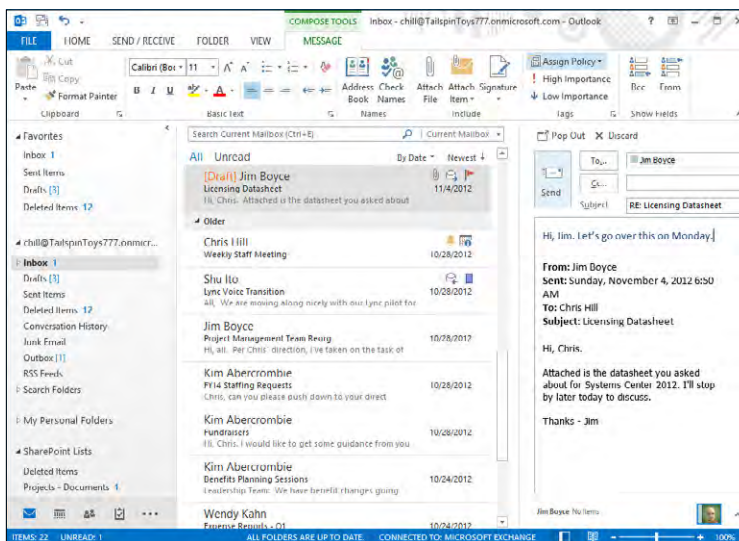 COMPOSE TOOLS Inbox - chill@TailspinToys777.onmicrosoft.com - Outlook
FILE HOME SEND / RECEIVE FOLDER VIEW MESSAGE
Paste
Cut
Copy
Format Painter
Clipboard
Calibri (Boı 11
B I U
Basic Text
Address Book
Check Names
Names
Attach File
Attach Item
Signature
Include
Assign Policy
High Importance
Low Importance
Tags
Bcc From
Show Fields
Favorites
Inbox 1
Sent Items
Drafts [3]
Deleted Items 12
chill@TailspinToys777.onmicr...
Inbox 1
Drafts [3]
Sent Items
Deleted Items 12
Conversation History
Junk Email
Outbox [1]
RSS Feeds
Search Folders
My Personal Folders
SharePoint Lists
Deleted Items
Projects - Documents 1
Search Current Mailbox (Ctrl+E) Current Mailbox
All Unread By Date Newest
[Draft] Jim Boyce
Licensing Datasheet 11/4/2012
Hi, Chris. Attached is the datasheet you asked about
Older
Chris Hill
Weekly Staff Meeting 10/28/2012
Shu Ito
Lync Voice Transition 10/28/2012
All, We are moving along nicely with our Lync pilot for
Jim Boyce
Project Management Team Reorg 10/28/2012
Hi, all. Per Chris' direction, I've taken on the task of
Kim Abercrombie
FY14 Staffing Requests 10/28/2012
Chris, can you please push down to your direct
Kim Abercrombie
Fundraisers 10/28/2012
Hi, Chris. I would like to get some guidance from you
Kim Abercrombie
Benefits Planning Sessions 10/24/2012
Leadership Team: We have benefit changes going
Wendy Kahn
Expense Reports - Q1 10/24/2012
Pop Out Discard
Send
To... Jim Boyce
Cc...
Subject RE: Licensing Datasheet
Hi, Jim. Let's go over this on Monday.
From: Jim Boyce
Sent: Sunday, November 4, 2012 6:50
AM
To: Chris Hill
Subject: Licensing Datasheet
Hi, Chris.
Attached is the datasheet you asked
about for Systems Center 2012. I'll stop
by later today to discuss.
Thanks - Jim
Jim Boyce No Items
ITEMS: 22 UNREAD: 1 ALL FOLDERS ARE UP TO DATE. CONNECTED TO: MICROSOFT EXCHANGE 100%